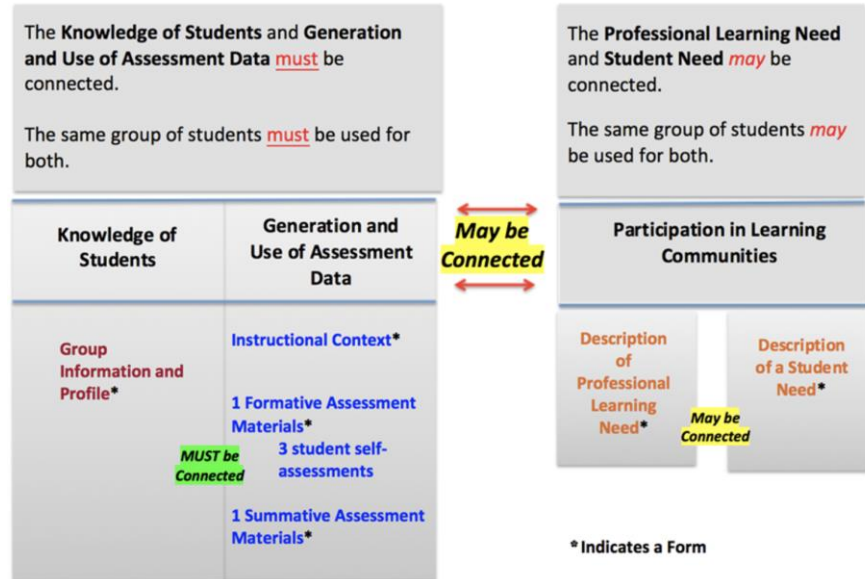 The Knowledge of Students and Generation
and Use of Assessment Data must be
connected.
The same group of students must be used for
both.
The Professional Learning Need
and Student Need may be
connected.
The same group of students may
be used for both.
Knowledge of
Students
Generation and
Use of Assessment
Data
May be
Connected
Participation in Learning
Communities
Group
Information and
Profile*
MUST be
Connected
Instructional Context*
1 Formative Assessment
Materials*
3 student self-
assessments
1 Summative Assessment
Materials*
Description
of
Professional
Learning
Need*
May be
Connected
Description
of a Student
Need*
* Indicates a Form